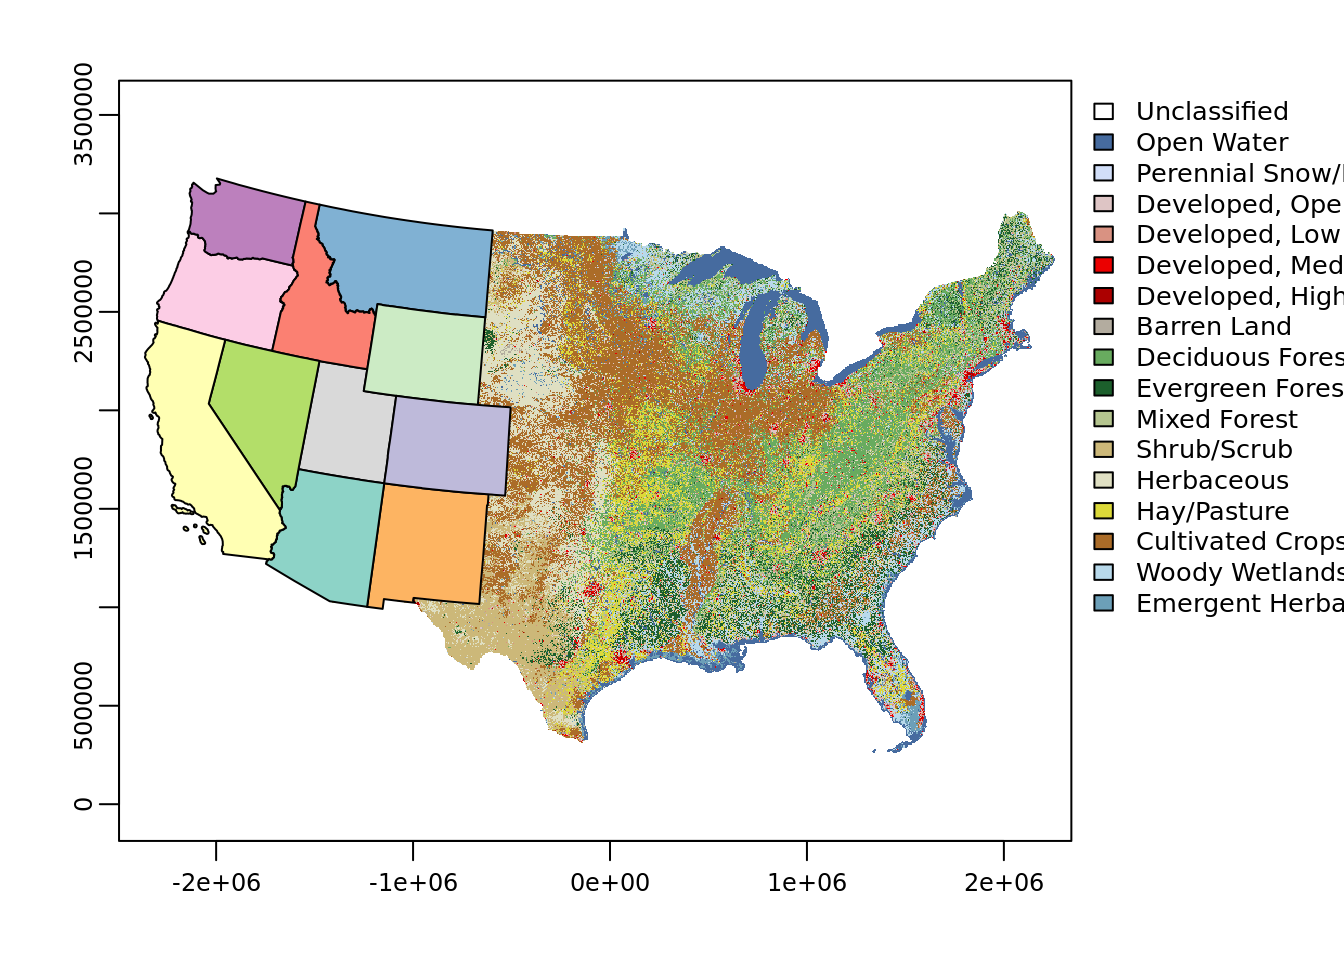 3500000
2500000
1500000
500000
0
-2e+06
-1e+06
0e+00
1e+06
2e+06
Unclassified
Open Water
Perennial Snow/
Developed, Ope
Developed, Low
Developed, Med
Developed, High
Barren Land
Deciduous Fores
Evergreen Fores
Mixed Forest
Shrub/Scrub
Herbaceous
Hay/Pasture
Cultivated Crops
Woody Wetlands
Emergent Herba